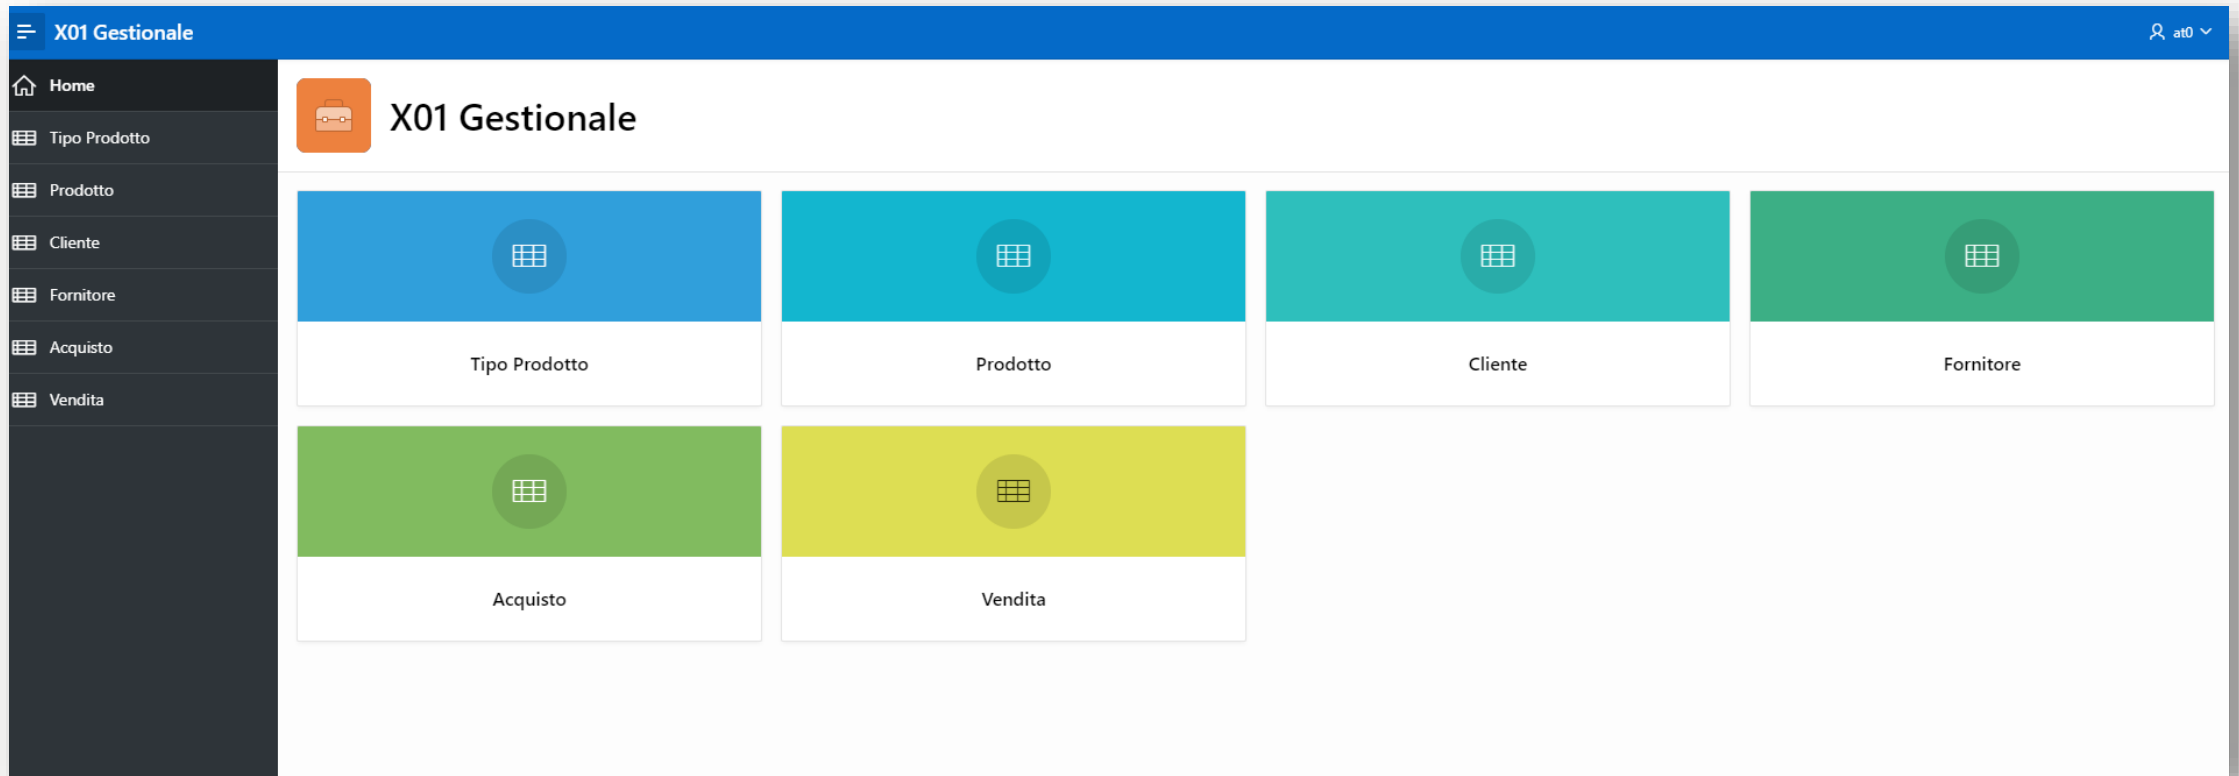 X01 Gestionale
at0
Home
Tipo Prodotto
Prodotto
Cliente
Fornitore
Acquisto
Vendita
X01 Gestionale
Tipo Prodotto
Prodotto
Cliente
Fornitore
Acquisto
Vendita